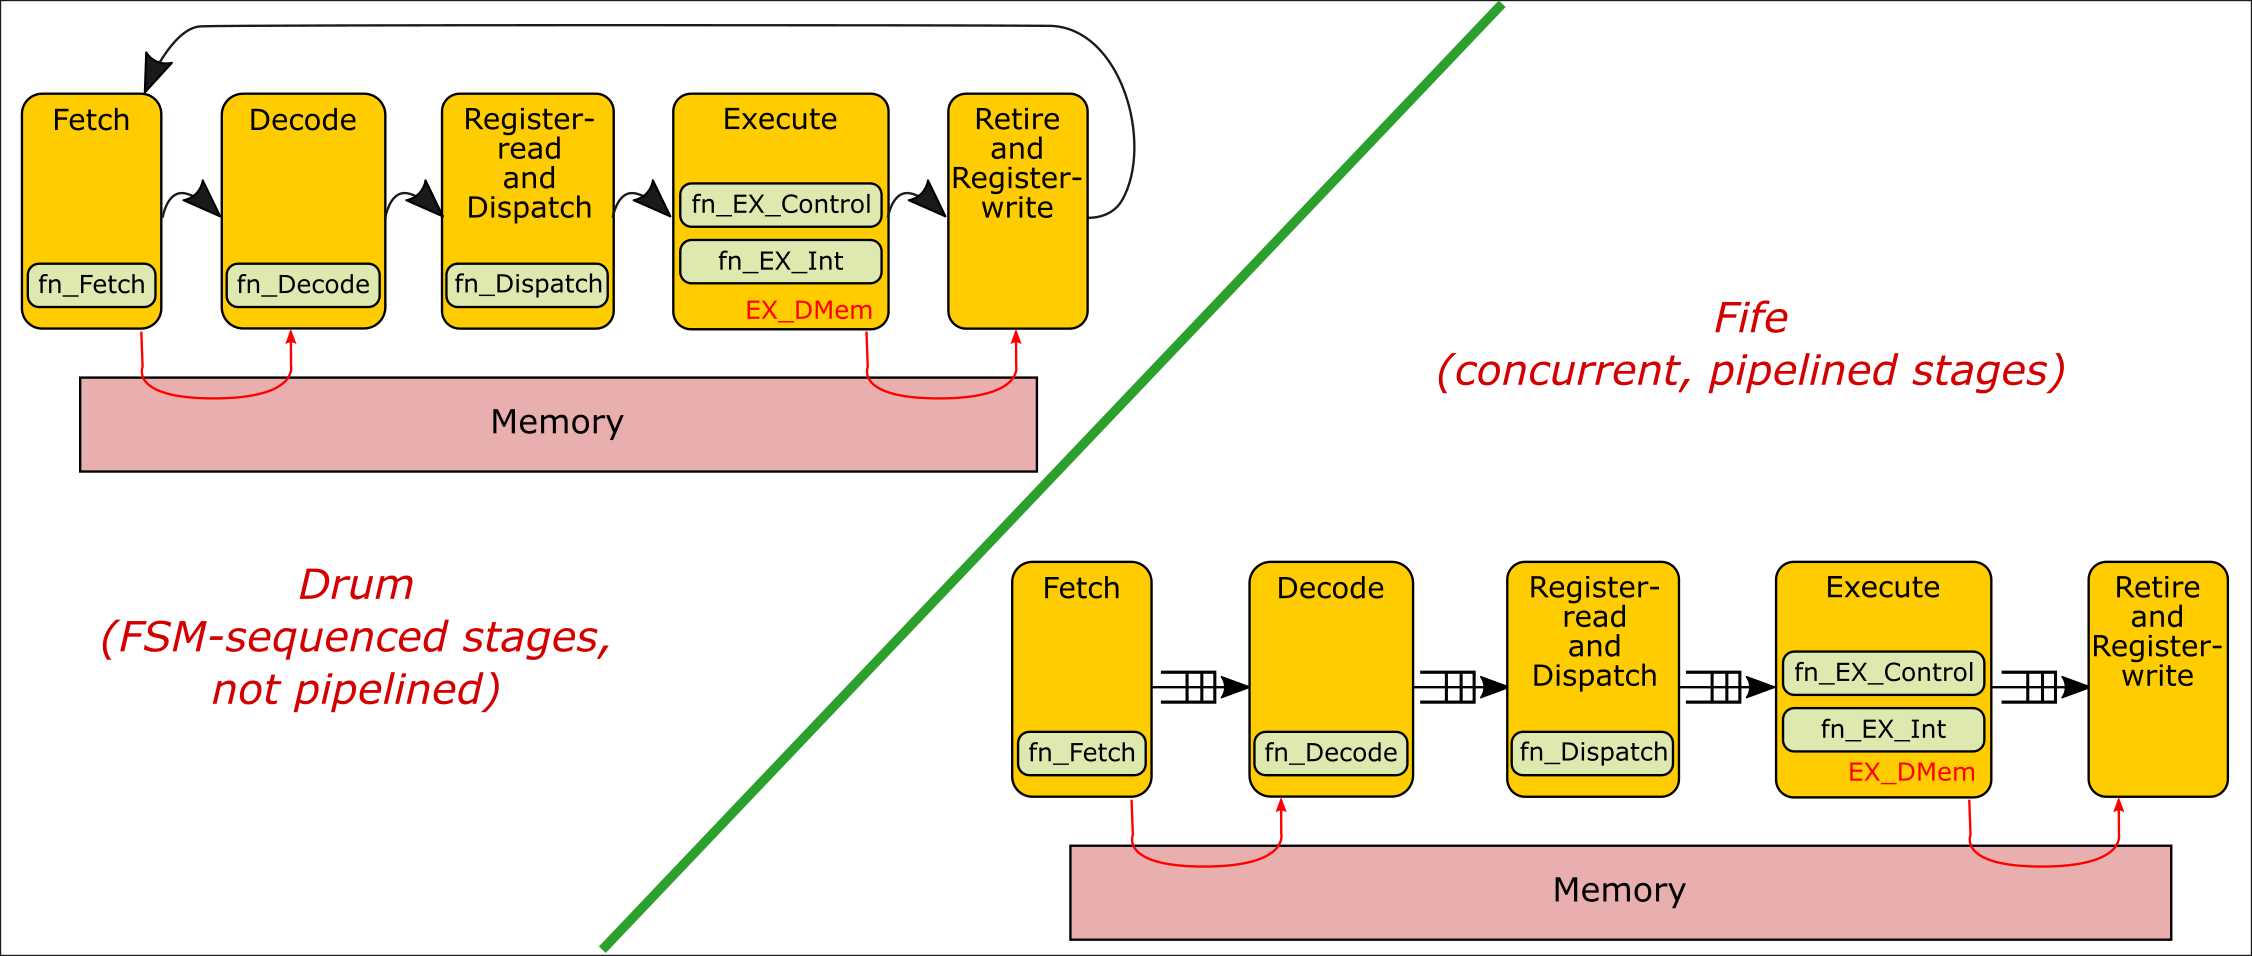 Fetch
fn_Fetch
Decode
fn_Decode
Register-
read
and
Dispatch
fn_Dispatch
Execute
fn_EX_Control
fn_EX_Int
EX_DMem
Retire
and
Register-
write
Memory
Drum
(FSM-sequenced stages,
not pipelined)
Fife
(concurrent, pipelined stages)
Fetch
fn_Fetch
Decode
fn_Decode
Register-
read
and
Dispatch
fn_Dispatch
Execute
fn_EX_Control
fn_EX_Int
EX_DMem
Retire
and
Register-
write
Memory